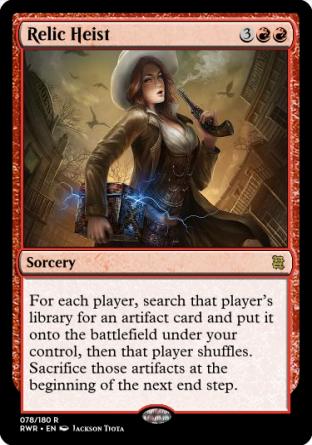 Relic Heist 3
Sorcery
For each player, search that player's
library for an artifact card and put it
onto the battlefield under your
control, then that player shuffles.
Sacrifice those artifacts at the
beginning of the next end step.
078/180 R
RWR • EN Jackson Tjota